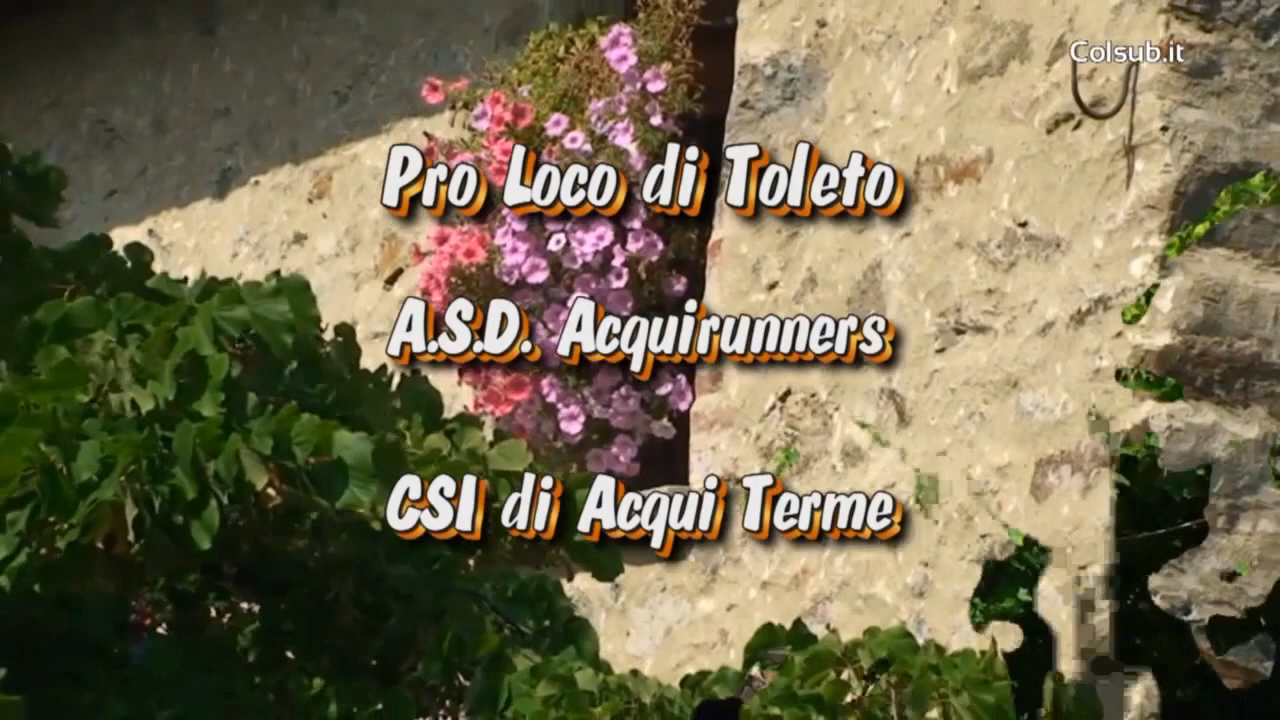 Colsub.it
Pro Loco di Toleto
A.S.D. Acquirunners
CSI di Acqui Terme